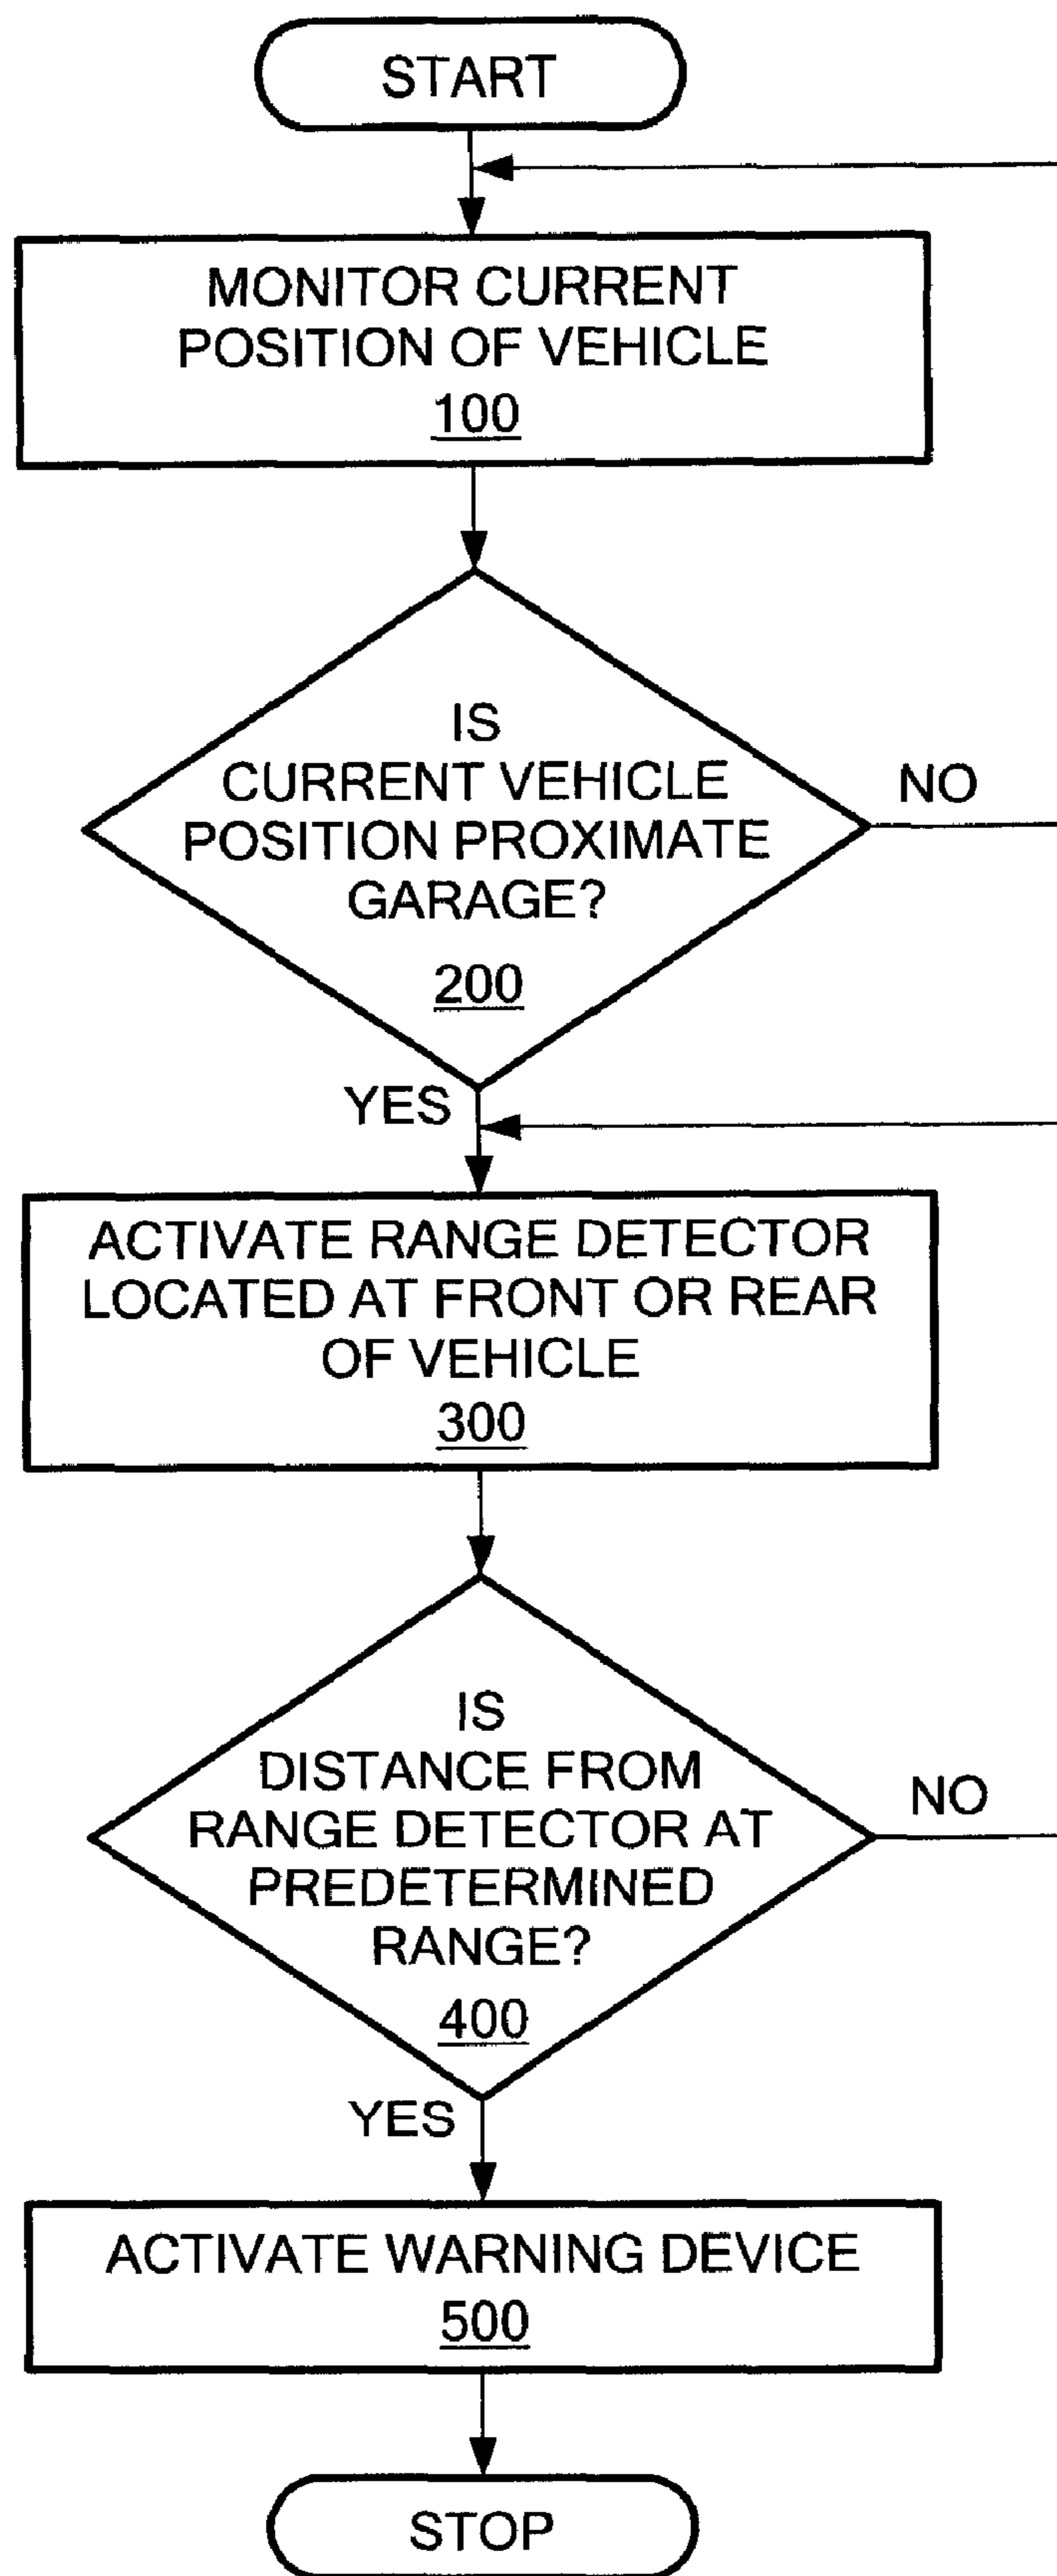 START
MONITOR CURRENT
POSITION OF VEHICLE
100
IS
CURRENT VEHICLE
POSITION PROXIMATE
GARAGE?
200
NO
YES
ACTIVATE RANGE DETECTOR
LOCATED AT FRONT OR REAR
OF VEHICLE
300
IS
DISTANCE FROM
RANGE DETECTOR AT
PREDETERMINED
RANGE?
400
NO
YES
ACTIVATE WARNING DEVICE
500
STOP